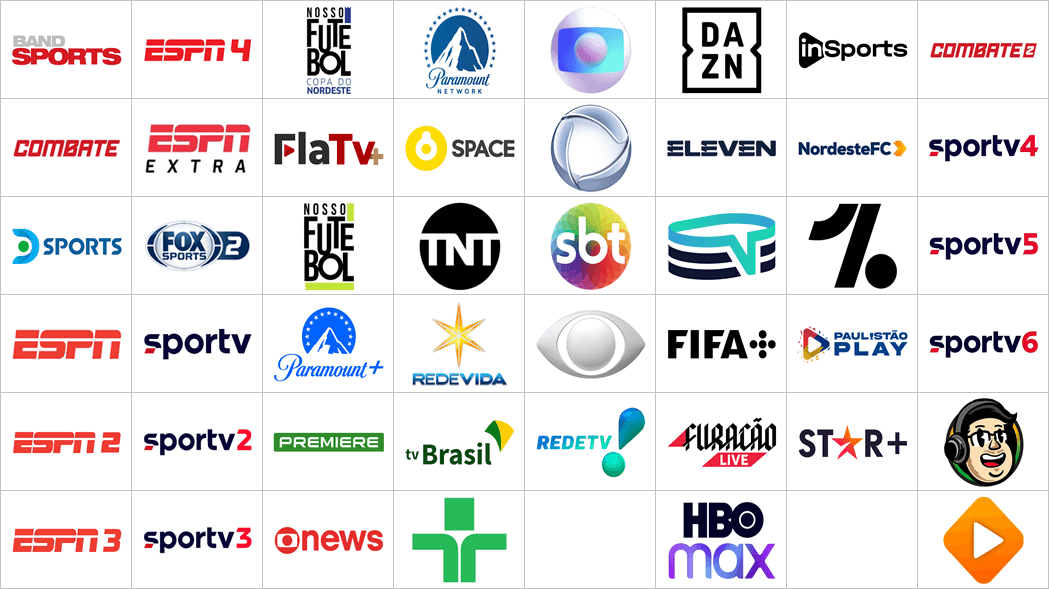 BAND
SPORTS
ESPN 4
NOSSO
FUTE
BOL
COPA DO
NORDESTE
Paramount
NETWORK
DA
ZN
inSports
COMBATE 2
COMBATE
ESPN
EXTRA
FlaTv+
SPACE
ELEVEN
NordesteFC
sportv4
D SPORTS
FOX
SPORTS
2
NOSSO
FUTE
BOL
TNT
sbt
1
sportv5
ESPN
sportv
Paramount+
REDEVIDA
FIFA+
PAULISTÃO
PLAY
sportv6
ESPN 2
sportv2
PREMIERE
tv Brasil
REDETV!
FURACÃO
LIVE
STAR+
ESPN 3
sportv3
news
HBO
max